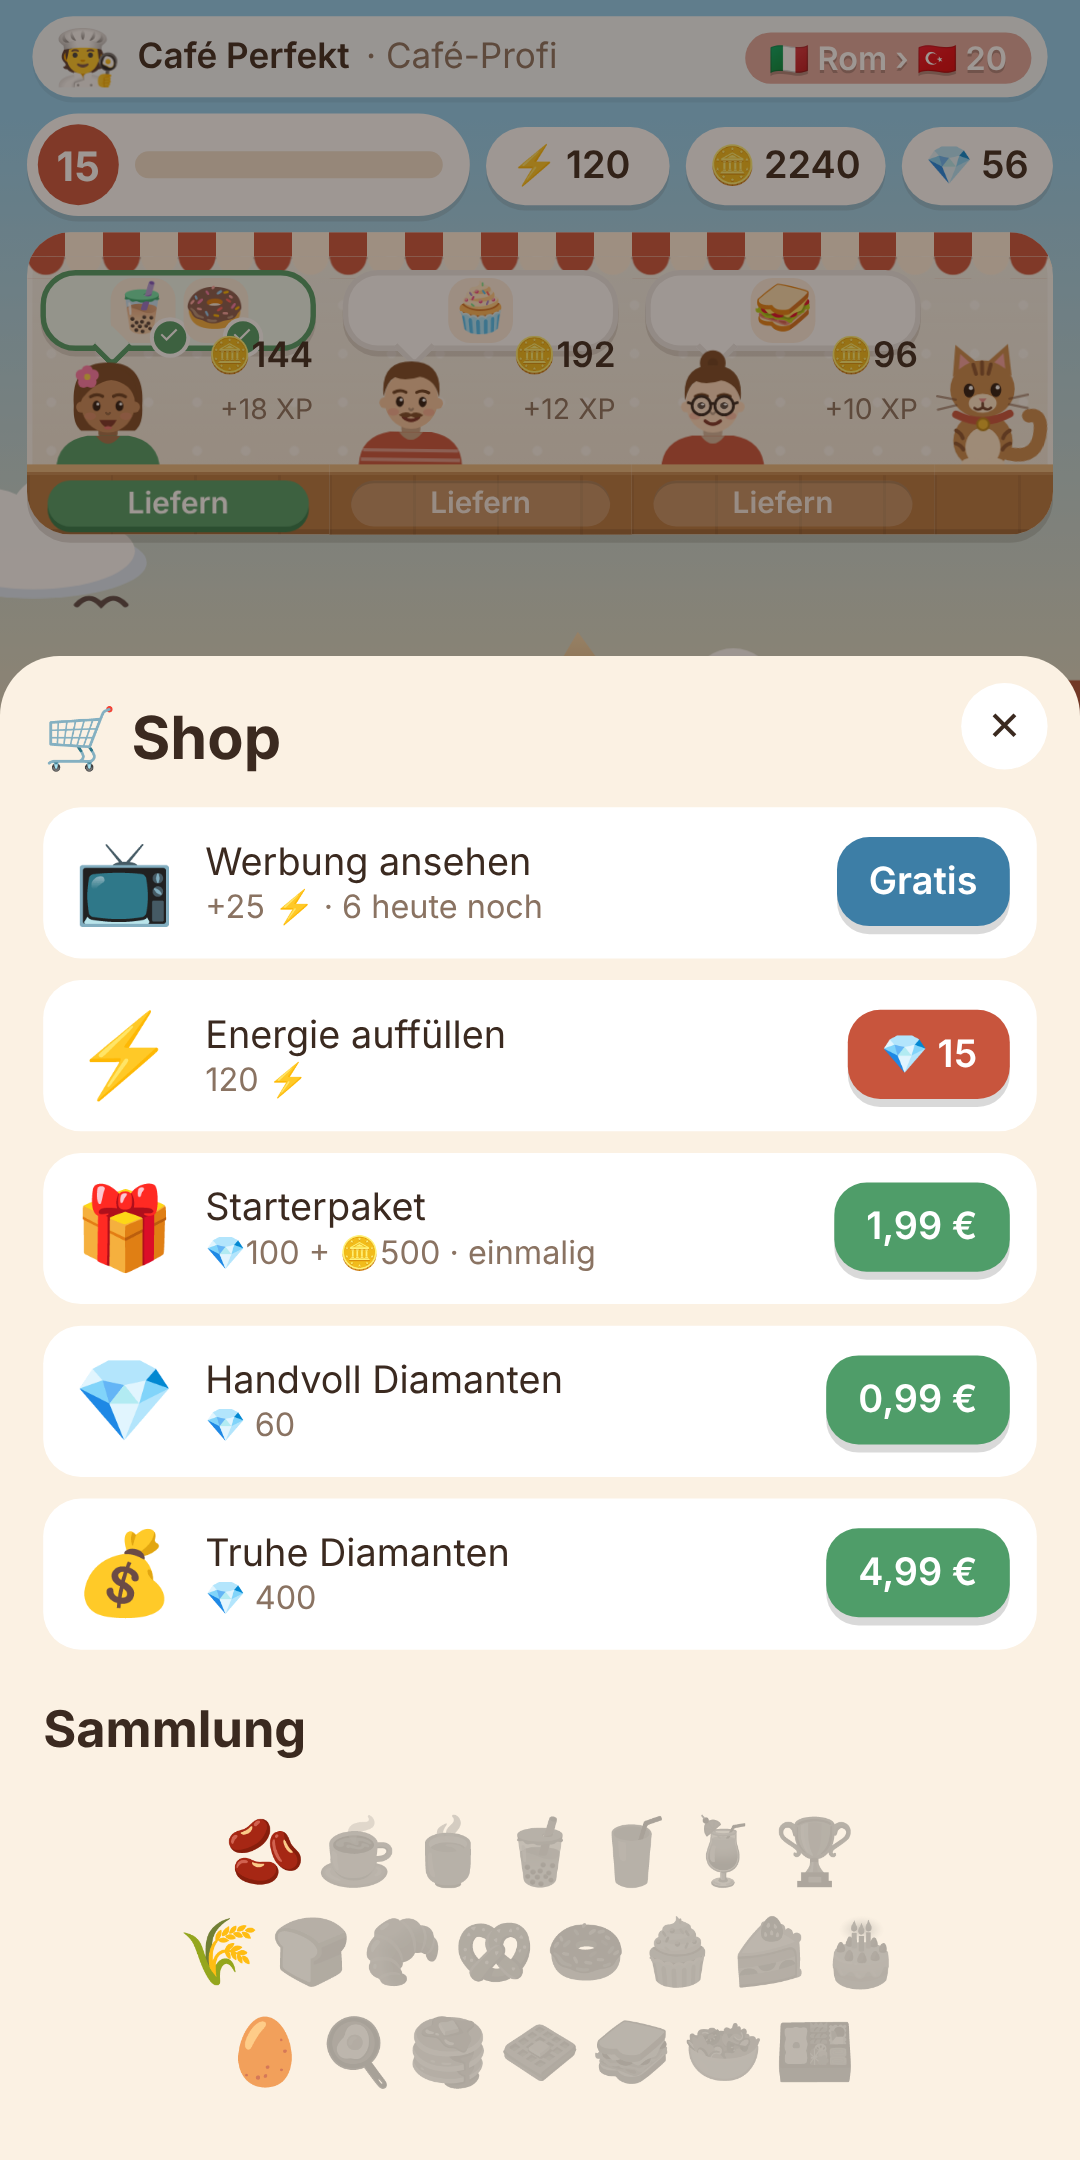 Café Perfekt · Café-Profi
Rom › 20
15
120
2240
56
144
+18 XP
192
+12 XP
96
+10 XP
Liefern
Liefern
Liefern
Shop
×
Werbung ansehen
+25 ⚡ · 6 heute noch
Gratis
Energie auffüllen
120 ⚡
💎 15
Starterpaket
💎100 + 🪙500 · einmalig
1,99 €
Handvoll Diamanten
💎 60
0,99 €
Truhe Diamanten
💎 400
4,99 €
Sammlung